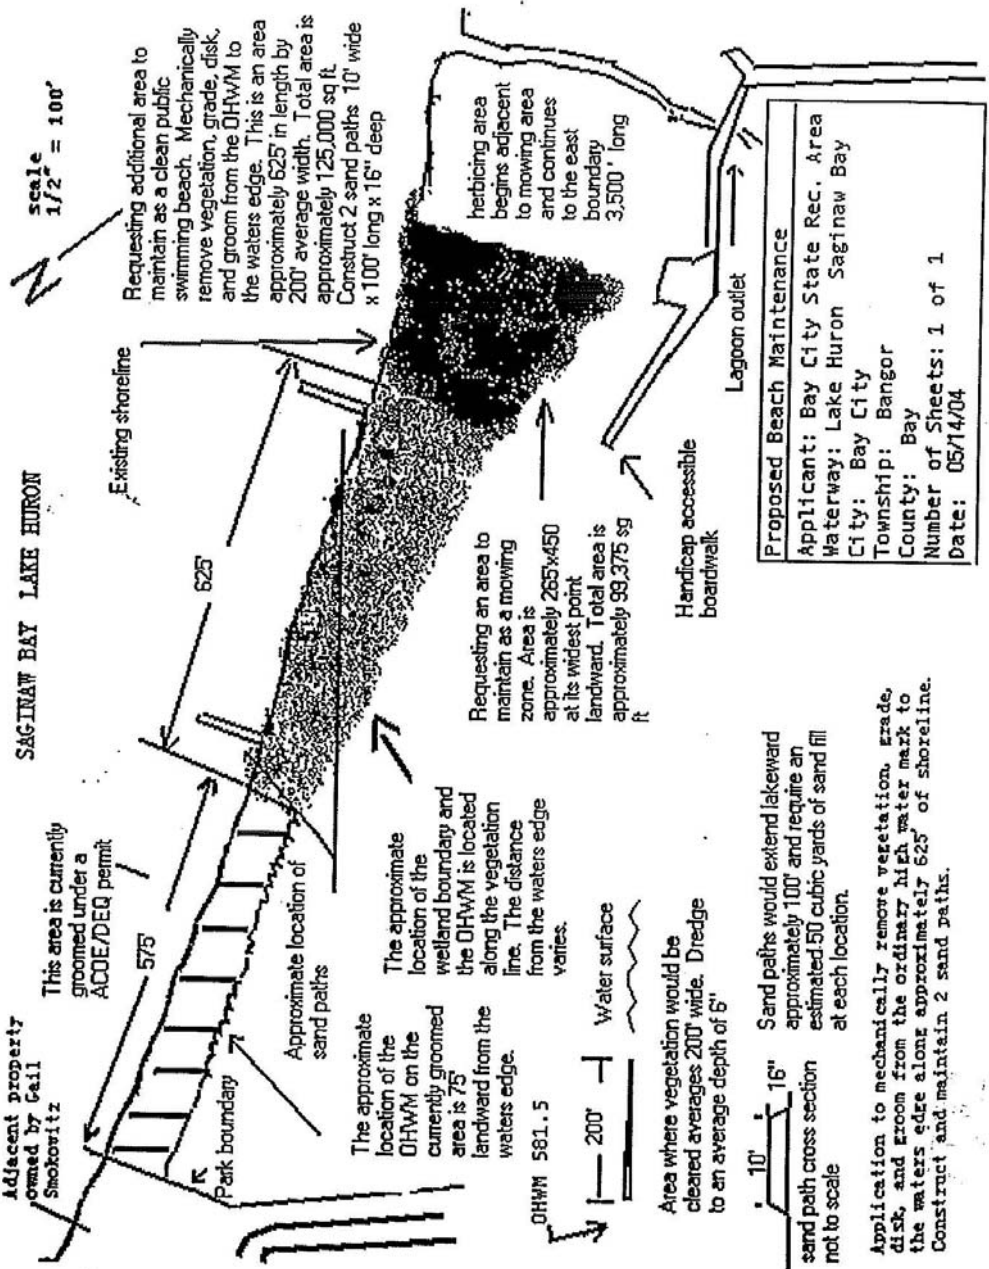 SAGINAW BAY LAKE HURON
scale
1/2" = 100'
N
Adjacent property
owned by Gail
Smokowitz
This area is currently
groomed under a
ACOE/DEQ permit
575'
625'
Existing shoreline
Requesting additional area to
maintain as a clean public
swimming beach. Mechanically
remove vegetation, grade, disk,
and groom from the OHWM to
the waters edge. This is an area
approximately 625' in length by
200' average width. Total area is
approximately 125,000 sq ft.
Construct 2 sand paths 10' wide
x 100' long x 16" deep
Park boundary
Approximate location of
sand paths
The approximate
location of the
OHWM on the
currently groomed
area is 75'
landward from the
waters edge.
The approximate
location of the
wetland boundary and
the OHWM is located
along the vegetation
line. The distance
from the waters edge
varies.
Requesting an area to
maintain as a mowing
zone. Area is
approximately 265'x450
at its widest point
landward. Total area is
approximately 99,375 sg
ft
herbicing area
begins adjacent
to mowing area
and continues
to the east
boundary
3,500' long
Handicap accessible
boardwalk
Lagoon outlet
OHWM 581.5
200'
Water surface
Area where vegetation would be
cleared averages 200' wide. Dredge
to an average depth of 6"
10'
16"
sand path cross section
not to scale
Sand paths would extend lakeward
approximately 100' and require an
estimated 50 cubic yards of sand fill
at each location.
Application to mechanically remove vegetation, grade,
disk, and groom from the ordinary high water mark to
the waters edge along approximately 625' of shoreline.
Construct and maintain 2 sand paths.
Proposed Beach Maintenance
Applicant: Bay City State Rec. Area
Waterway: Lake Huron Saginaw Bay
City: Bay City
Township: Bangor
County: Bay
Number of Sheets: 1 of 1
Date: 05/14/04